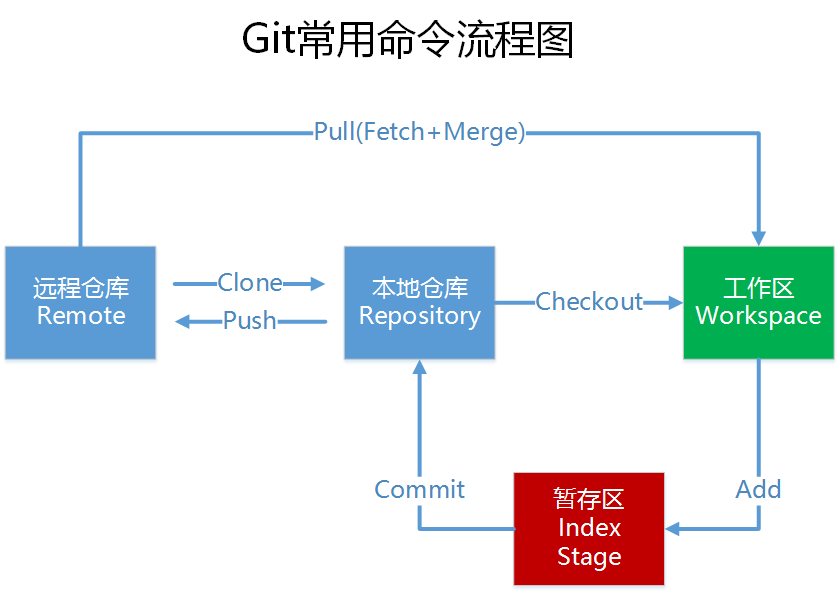 Git常用命令流程图
Pull(Fetch+Merge)
远程仓库
Remote
Clone
Push
本地仓库
Repository
Checkout
工作区
Workspace
Commit
暂存区
Index
Stage
Add